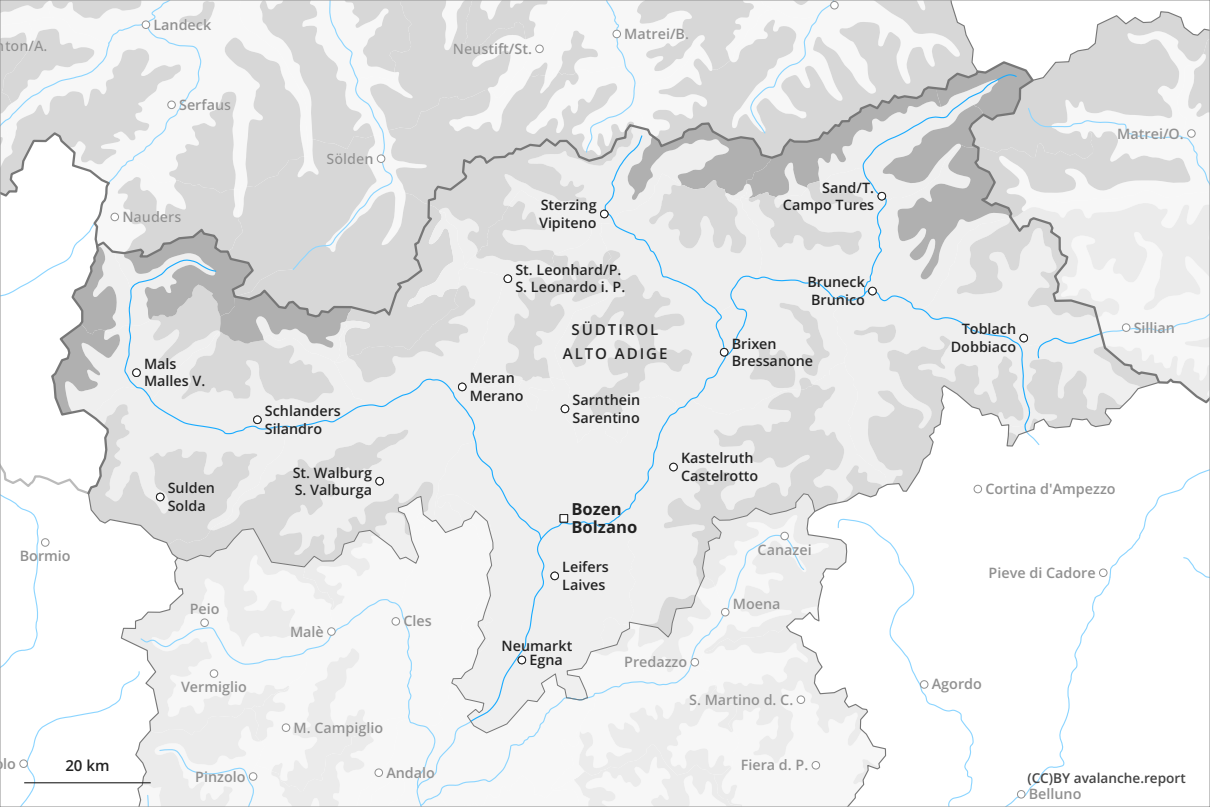 Landeck
nton/A.
Neustift/St.
Matrei/B.
Serfaus
Matrei/O.
Sölden
Sand/T.
Campo Tures
Nauders
Sterzing
Vipiteno
St. Leonhard/P.
S. Leonardo i. P.
Bruneck
Brunico
SÜDTIROL
ALTO ADIGE
Toblach
Dobbiaco
Sillian
Brixen
Bressanone
Mals
Malles V.
Meran
Merano
Schlanders
Silandro
Sarnthein
Sarentino
Kastelruth
Castelrotto
St. Walburg
S. Valburga
Sulden
Solda
Cortina d'Ampezzo
Bozen
Bolzano
Bormio
Canazei
Leifers
Laives
Pieve di Cadore
Peio
Moena
Malè
Cles
Neumarkt
Egna
Predazzo
Vermiglio
Agordo
S. Martino d. C.
M. Campiglio
olo
20 km
Pinzolo
Andalo
Fiera d. P.
(CC)BY avalanche.report
Belluno